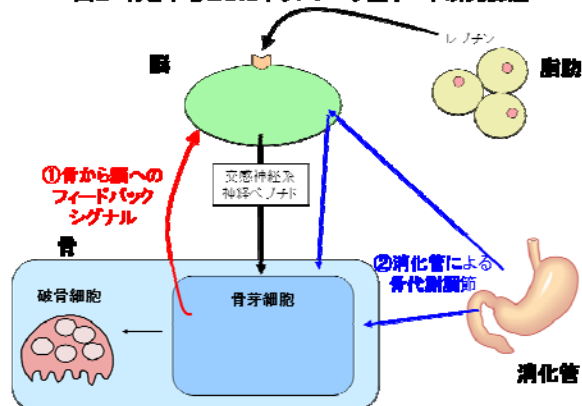 レプチン
脳
脂肪
①骨から脳への
フィードバック
シグナル
交感神経系
神経ペプチド
骨
②消化管による
骨代謝調節
破骨細胞
骨芽細胞
消化管